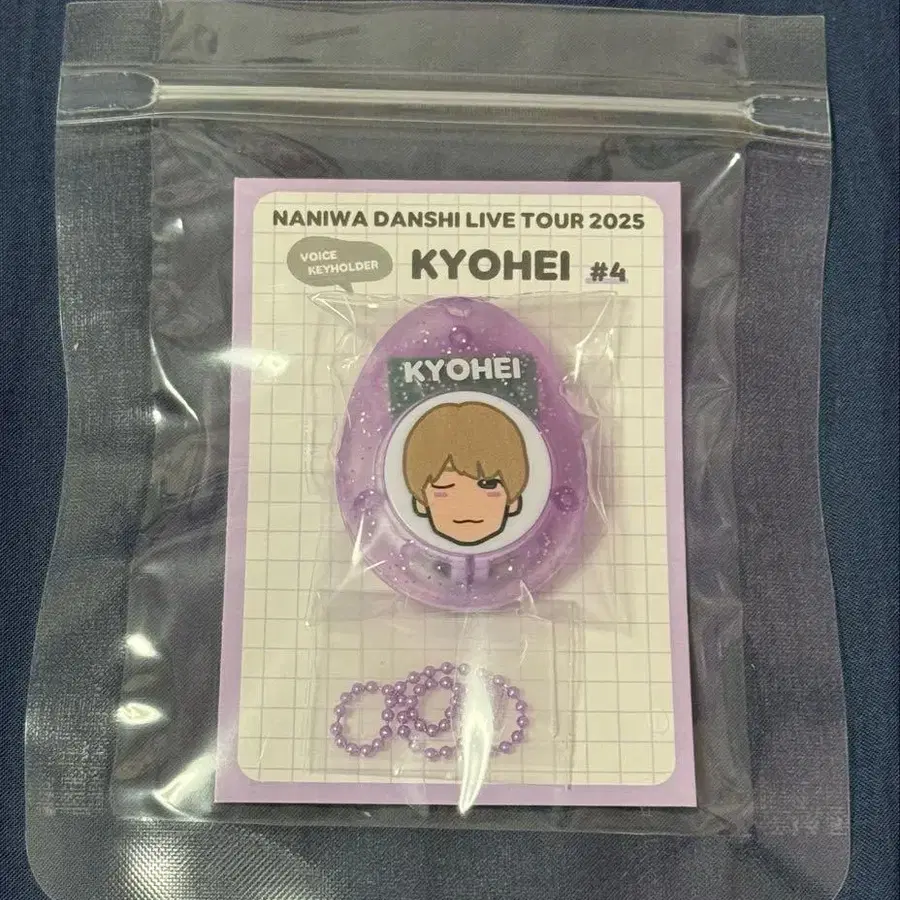 NANIWA DANSHI LIVE TOUR 2025
VOICE
KEYHOLDER
KYOHEI #4
KYOHEI